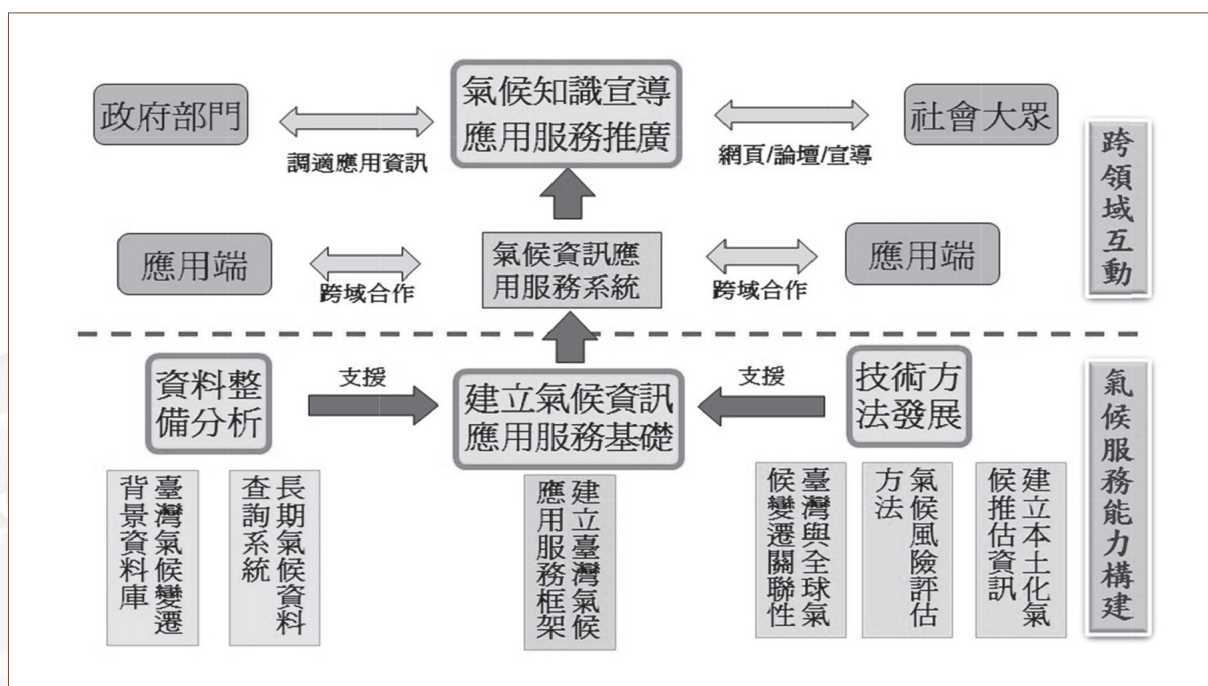 政府部門
調適應用資訊
氣候知識宣導
應用服務推廣
網頁/論壇/宣導
社會大眾
跨領域互動
應用端
跨域合作
氣候資訊應
用服務系統
跨域合作
應用端
資料整
備分析
支援
建立氣候資訊
應用服務基礎
支援
技術方
法發展
氣候服務能力構建
臺灣氣候變遷
背景資料庫
長期氣候資料
查詢系統
建立臺灣氣候
應用服務框架
臺灣與全球氣
候變遷關聯性
氣候風險評估
方法
建立本土化氣
候推估資訊